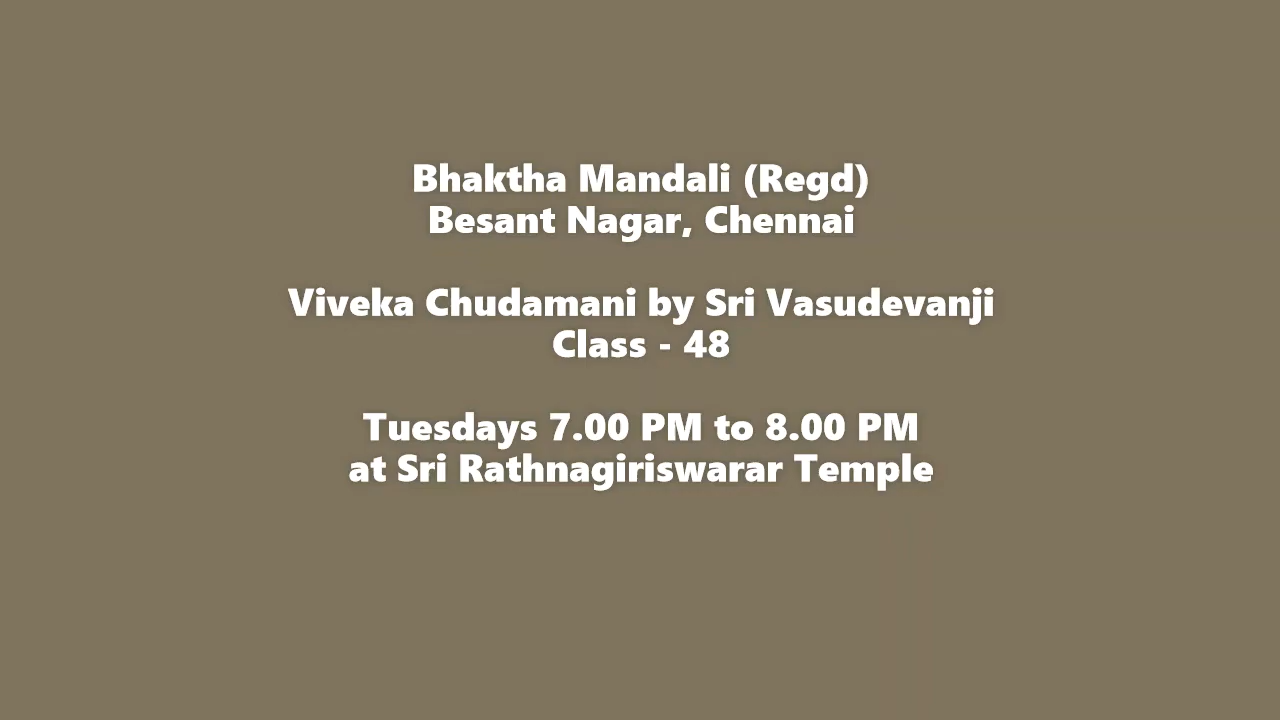 Bhaktha Mandali (Regd)
Besant Nagar, Chennai
Viveka Chudamani by Sri Vasudevanji
Class - 48
Tuesdays 7.00 PM to 8.00 PM
at Sri Rathnagiriswarar Temple